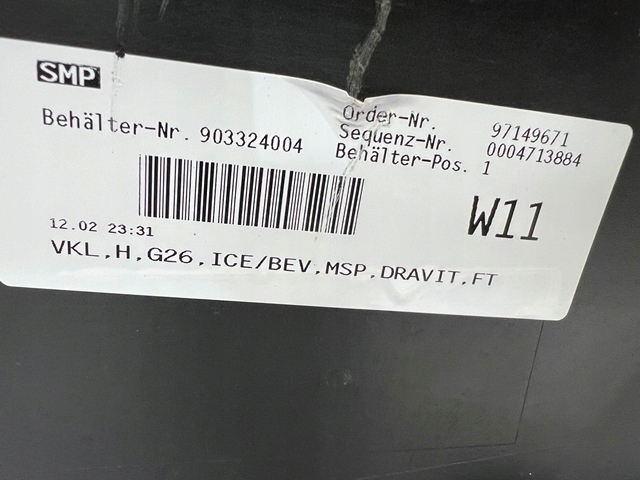 SMP
Behälter-Nr. 903324004
Order-Nr. 97149671
Sequenz-Nr. 0004713884
Behälter-Pos. 1
W11
12.02 23:31
VKL,H,G26,ICE/BEV,MSP,DRAVIT,FT